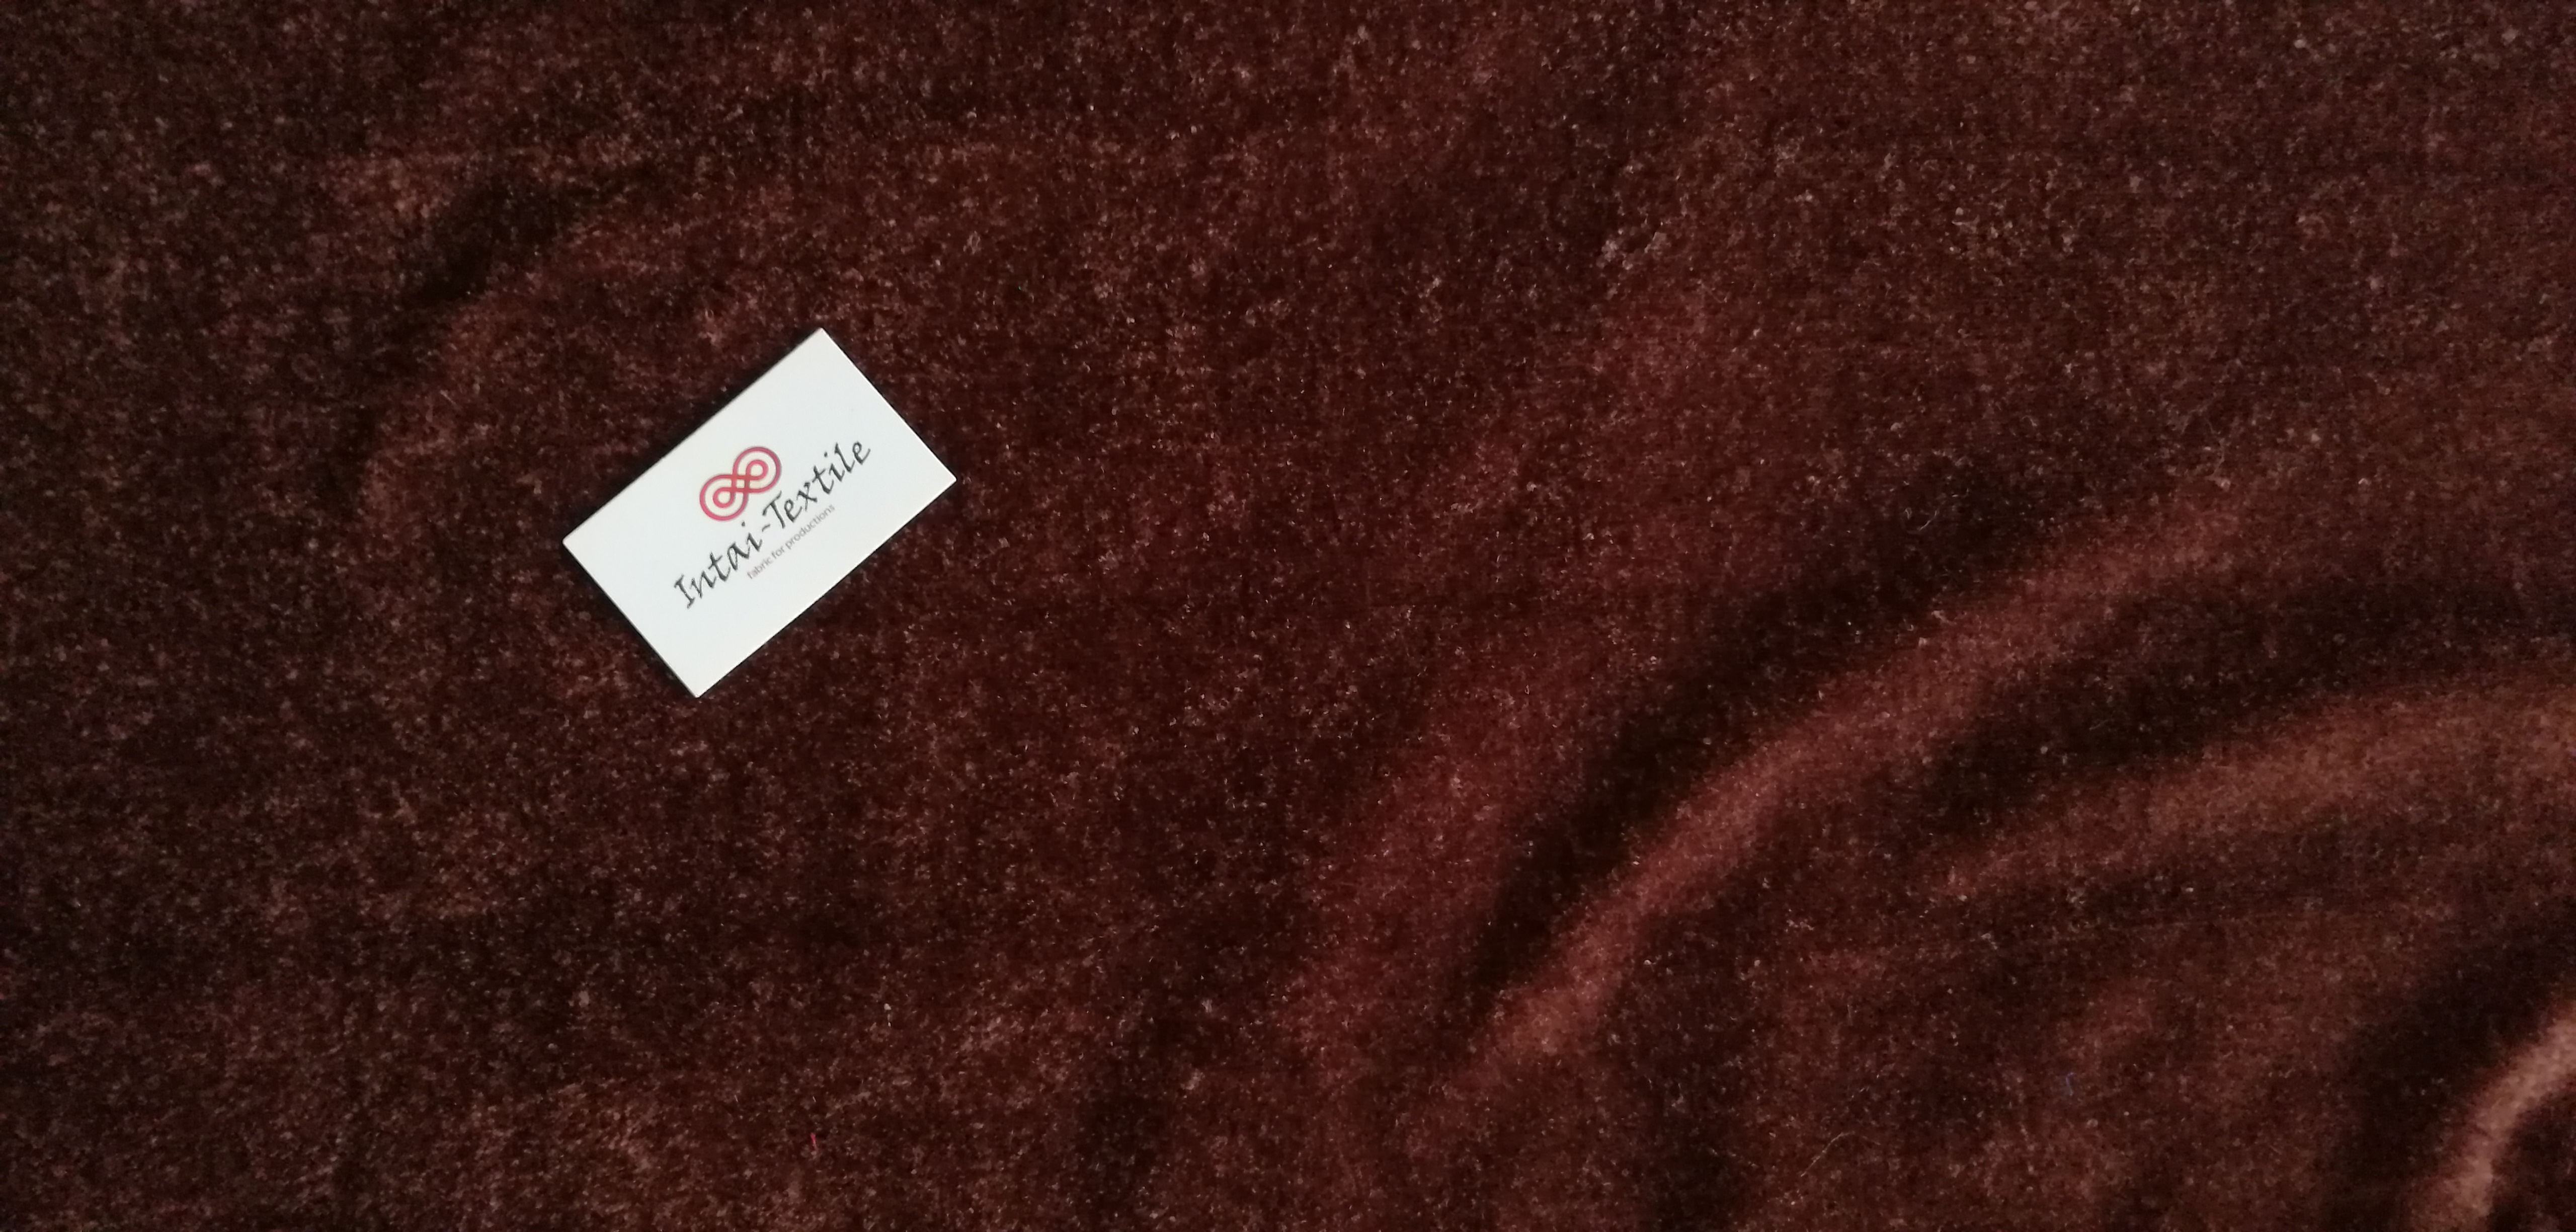 Intai-Textile
fabric for productions